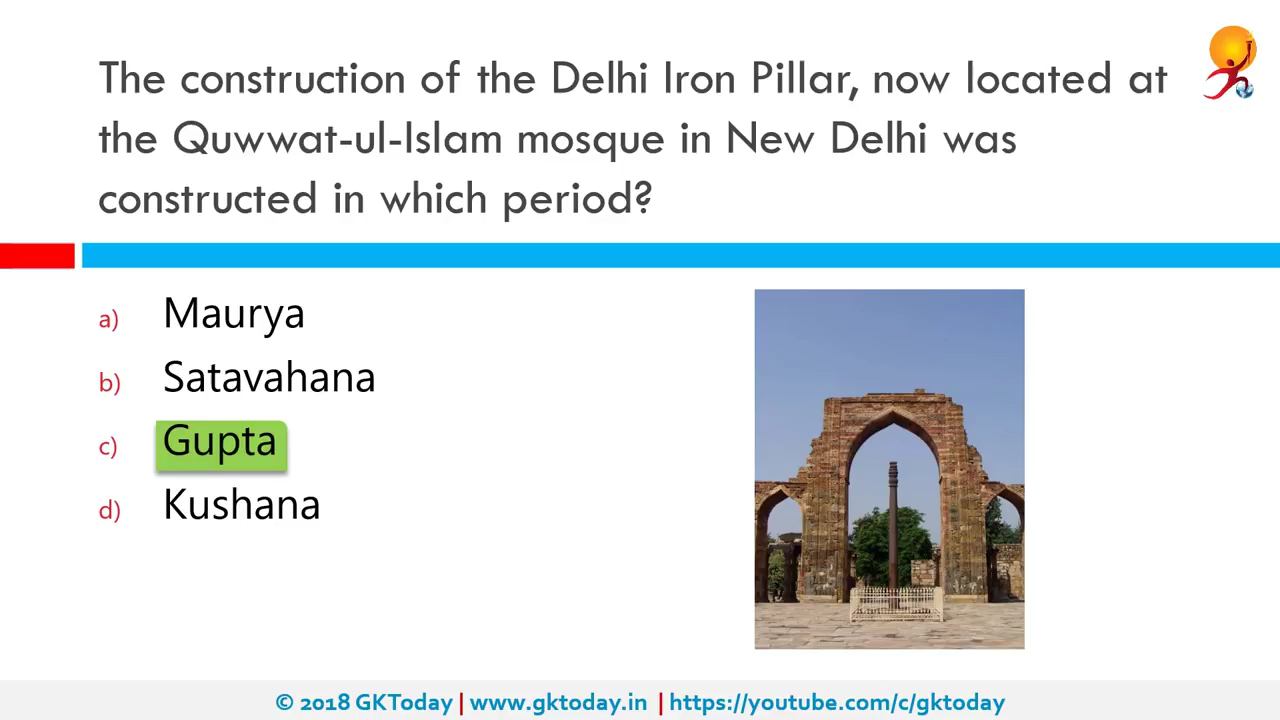 The construction of the Delhi Iron Pillar, now located at
the Quwwat-ul-Islam mosque in New Delhi was
constructed in which period?
a) Maurya
b) Satavahana
c) Gupta
d) Kushana
© 2018 GKToday | www.gktoday.in | https://youtube.com/c/gktoday